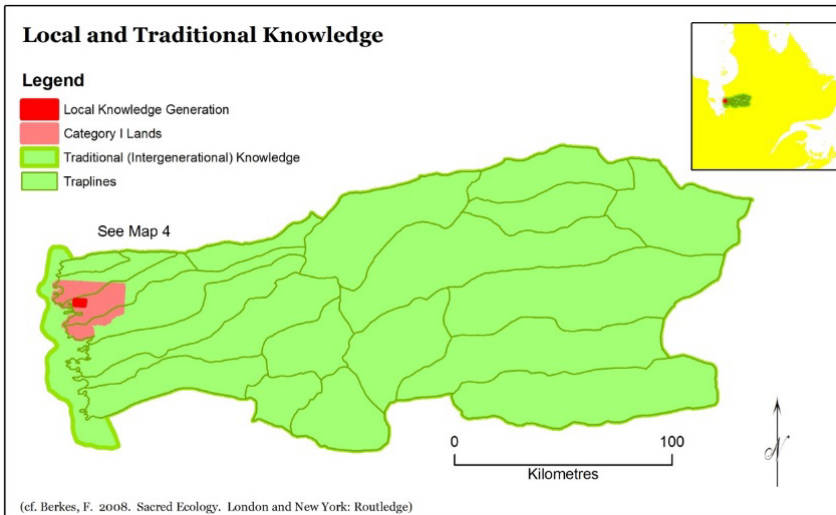 Local and Traditional Knowledge
Legend
Local Knowledge Generation
Category I Lands
Traditional (Intergenerational) Knowledge
Traplines
See Map 4
0 100
Kilometres
N
(cf. Berkes, F. 2008. Sacred Ecology. London and New York: Routledge)